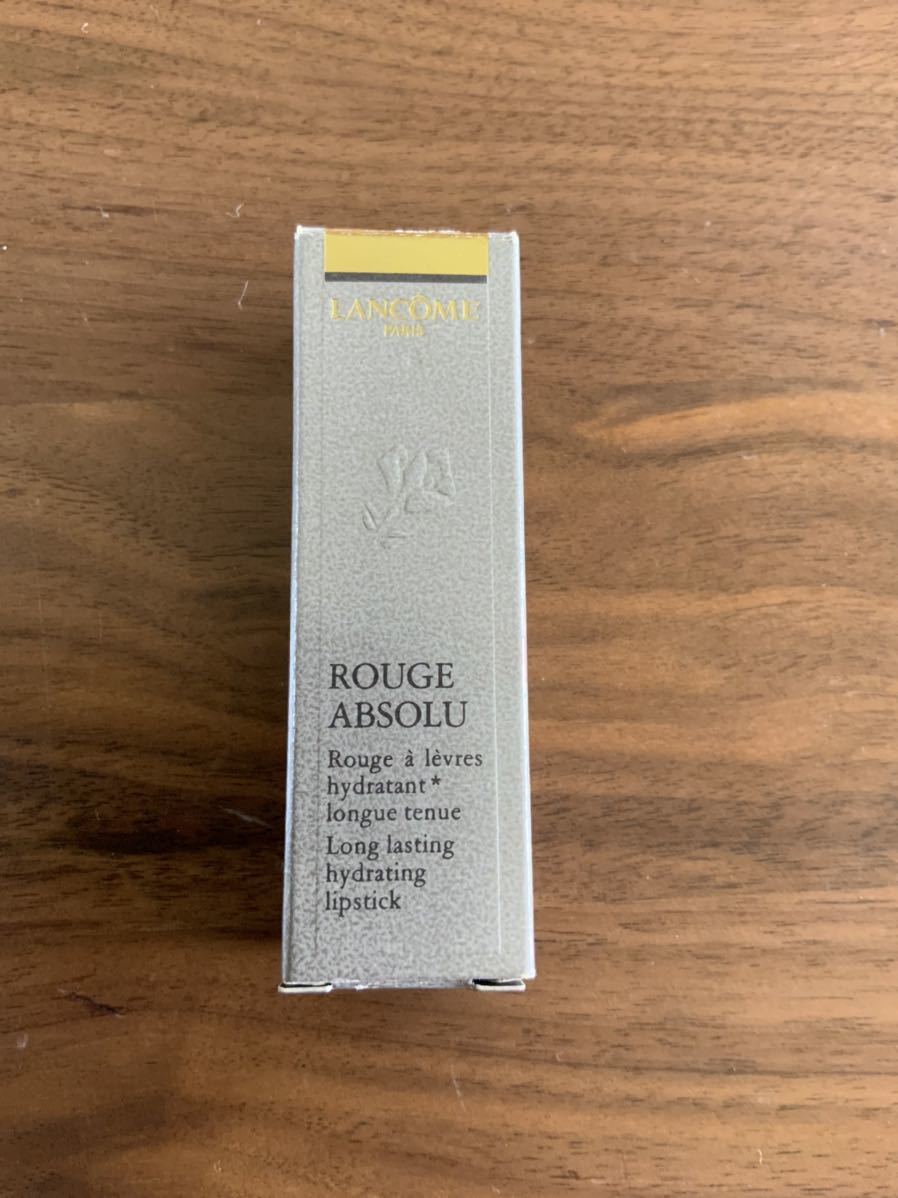 LANCÔME
PARIS
ROUGE
ABSOLU
Rouge à lèvres
hydratant*
longue tenue
Long lasting
hydrating
lipstick